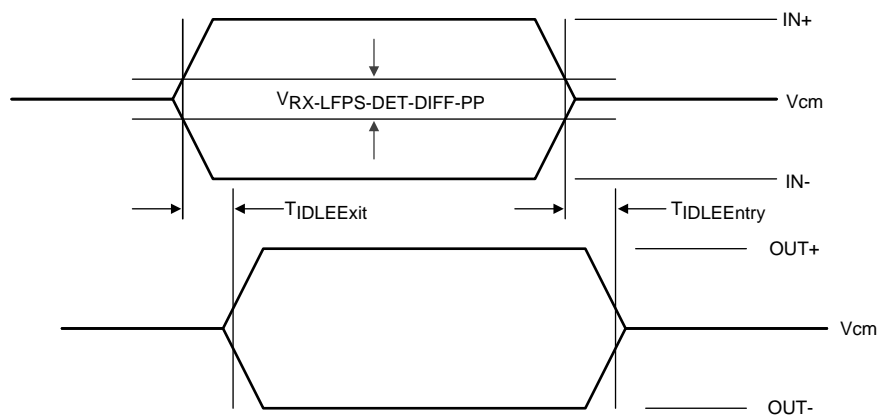 IN+
VRX-LFPS-DET-DIFF-PP
Vcm
IN-
TIDLEExit
TIDLEEntry
OUT+
Vcm
OUT-